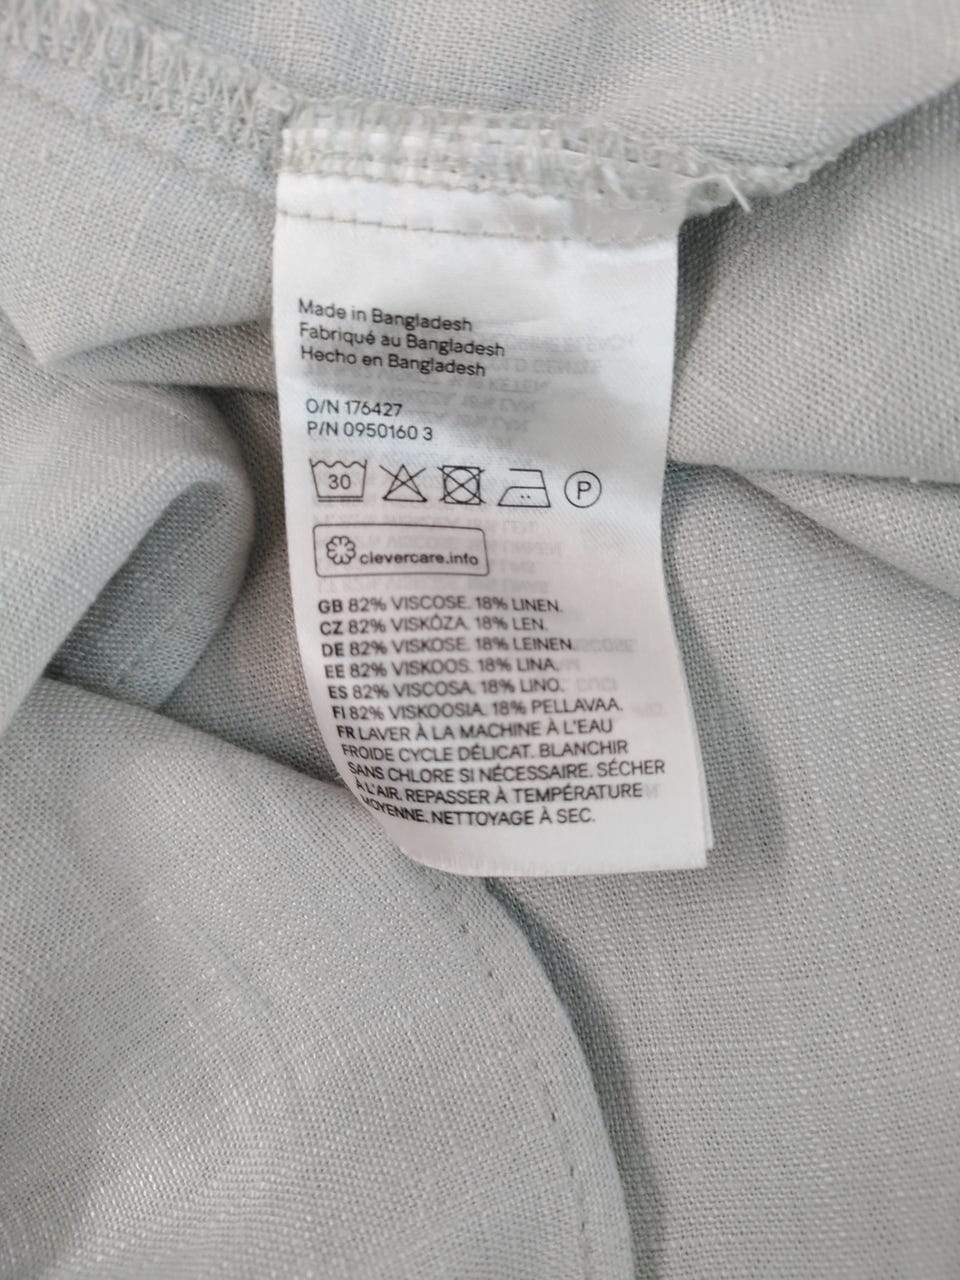 Made in Bangladesh
Fabriqué au Bangladesh
Hecho en Bangladesh
O/N 176427
P/N 0950160 3
30 P
clevercare.info
GB 82% VISCOSE. 18% LINEN.
CZ 82% VISKÓZA. 18% LEN.
DE 82% VISKOSE. 18% LEINEN.
EE 82% VISKOOS. 18% LINA.
ES 82% VISCOSA. 18% LINO.
FI 82% VISKOOSIA. 18% PELLAVAA.
FR LAVER À LA MACHINE À L'EAU
FROIDE CYCLE DÉLICAT. BLANCHIR
SANS CHLORE SI NÉCESSAIRE. SÉCHER
À L'AIR. REPASSER À TEMPÉRATURE
MOYENNE. NETTOYAGE À SEC.